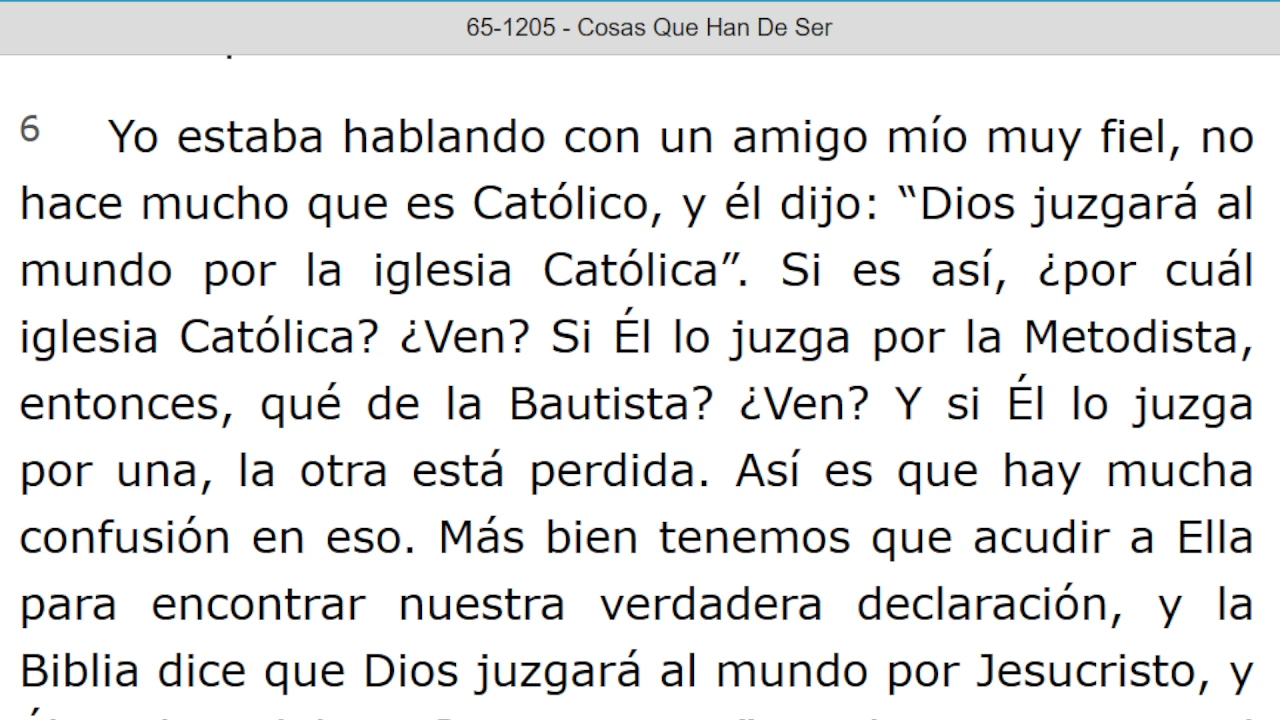 65-1205 - Cosas Que Han De Ser
6 Yo estaba hablando con un amigo mío muy fiel, no
hace mucho que es Católico, y él dijo: “Dios juzgará al
mundo por la iglesia Católica”. Si es así, ¿por cuál
iglesia Católica? ¿Ven? Si Él lo juzga por la Metodista,
entonces, qué de la Bautista? ¿Ven? Y si Él lo juzga
por una, la otra está perdida. Así es que hay mucha
confusión en eso. Más bien tenemos que acudir a Ella
para encontrar nuestra verdadera declaración, y la
Biblia dice que Dios juzgará al mundo por Jesucristo, y